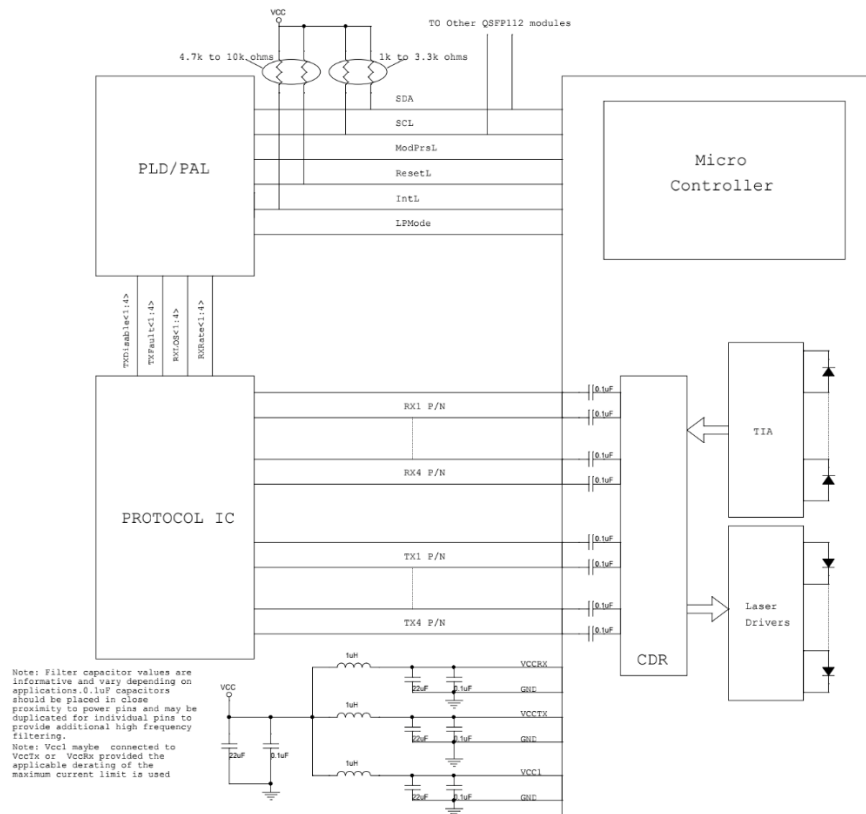 VCC
TO Other QSFP112 modules
4.7k to 10k ohms
1k to 3.3k ohms
SDA
SCL
ModPrsL
ResetL
IntL
LPMode
PLD/PAL
Micro
Controller
TXDisable<1:4>
TXFault<1:4>
RXLOS<1:4>
RXRate<1:4>
PROTOCOL IC
0.1uF
RX1 P/N
0.1uF
0.1uF
RX4 P/N
0.1uF
0.1uF
TX1 P/N
0.1uF
0.1uF
TX4 P/N
0.1uF
CDR
TIA
Laser
Drivers
Note: Filter capacitor values are
informative and vary depending on
applications.0.1uF capacitors
should be placed in close
proximity to power pins and may be
duplicated for individual pins to
provide additional high frequency
filtering.
Note: Vcc1 maybe connected to
VccTx or VccRx provided the
applicable derating of the
maximum current limit is used
VCC
22uF
0.1uF
1uH
VCCRX
22uF
0.1uF
GND
1uH
VCCTX
22uF
0.1uF
GND
1uH
VCC1
22uF
0.1uF
GND